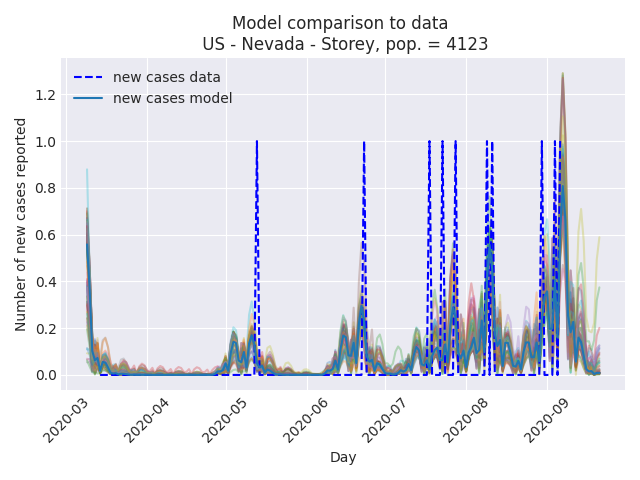 Model comparison to data
US - Nevada - Storey, pop. = 4123
new cases data
new cases model
Number of new cases reported
1.2
1.0
0.8
0.6
0.4
0.2
0.0
2020-03
2020-04
2020-05
2020-06
2020-07
2020-08
2020-09
Day